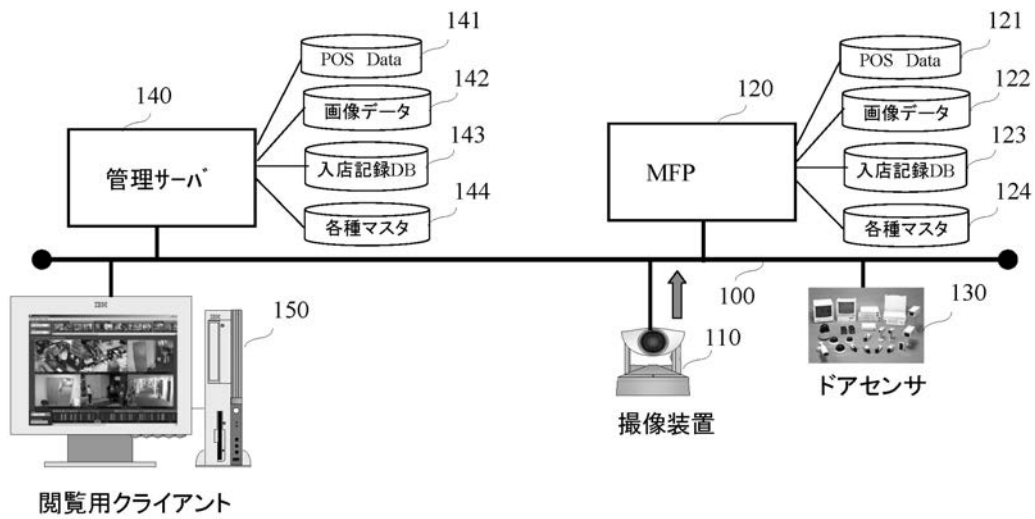 141
POS Data
142
画像データ
140
143
管理サーバ
入店記録DB
144
各種マスタ
121
POS Data
122
画像データ
120
123
MFP
入店記録DB
124
各種マスタ
100
IBM
IBM
150
110
130
撮像装置
ドアセンサ
閲覧用クライアント